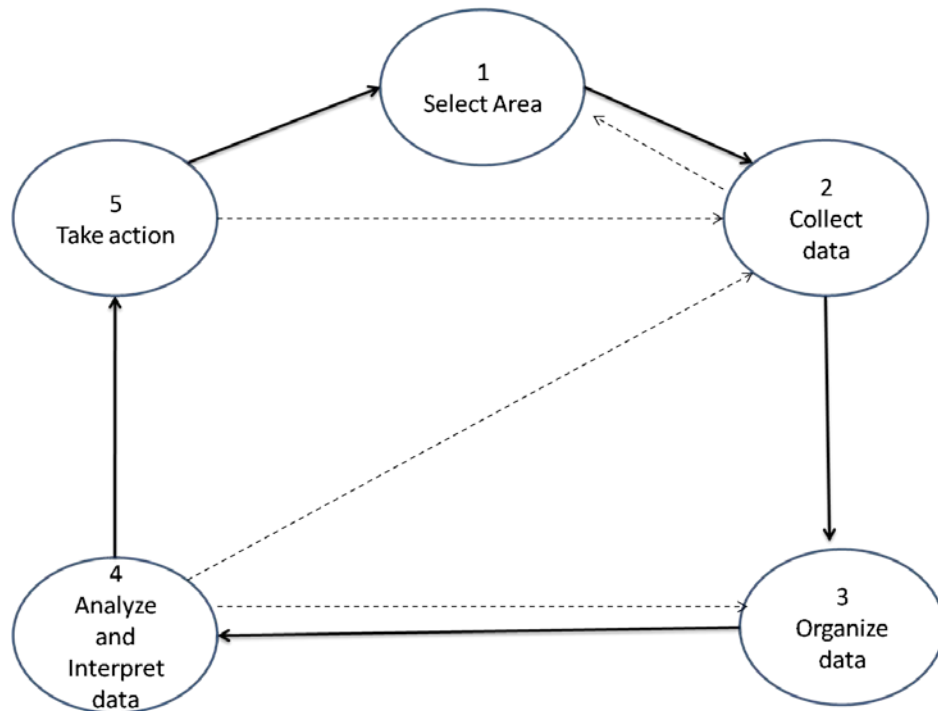 1
Select Area
2
Collect
data
3
Organize
data
4
Analyze
and
Interpret
data
5
Take action